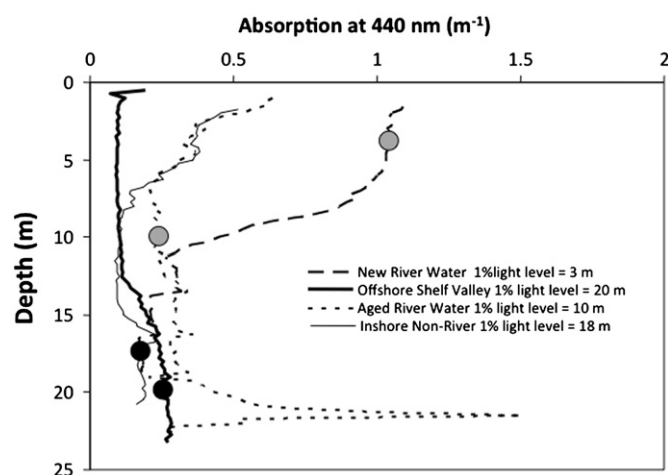 Absorption at 440 nm (m-1)
0 0.5 1 1.5 2
0
5
10
15
20
25
Depth (m)
New River Water 1%light level = 3 m
Offshore Shelf Valley 1% light level = 20 m
Aged River Water 1% light level = 10 m
Inshore Non-River 1% light level = 18 m